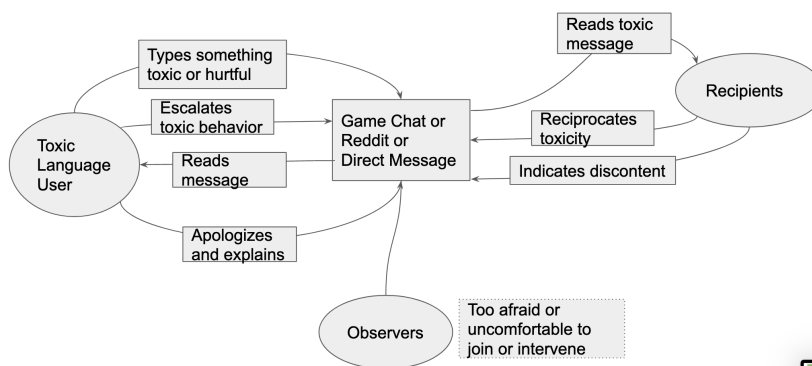 Types something
toxic or hurtful
Reads toxic
message
Escalates
toxic behavior
Game Chat or
Reddit or
Direct Message
Recipients
Reciprocates
toxicity
Toxic
Language
User
Reads
message
Indicates discontent
Apologizes
and explains
Observers
Too afraid or
uncomfortable to
join or intervene